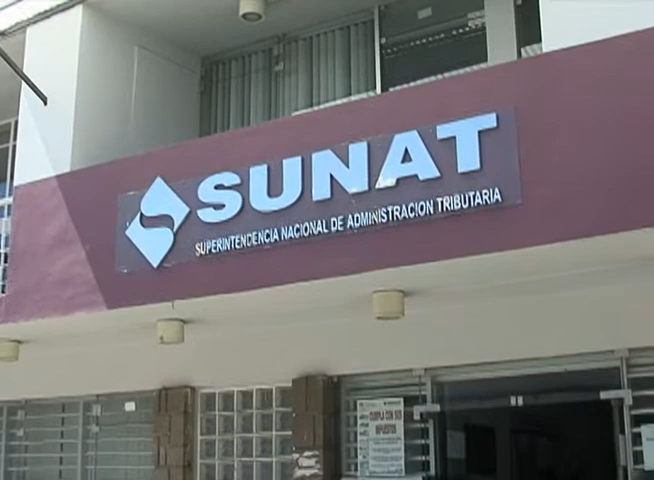 SUNAT
SUPERINTENDENCIA NACIONAL DE ADMINISTRACION TRIBUTARIA
CUMPLA CON SUS
IMPUESTOS